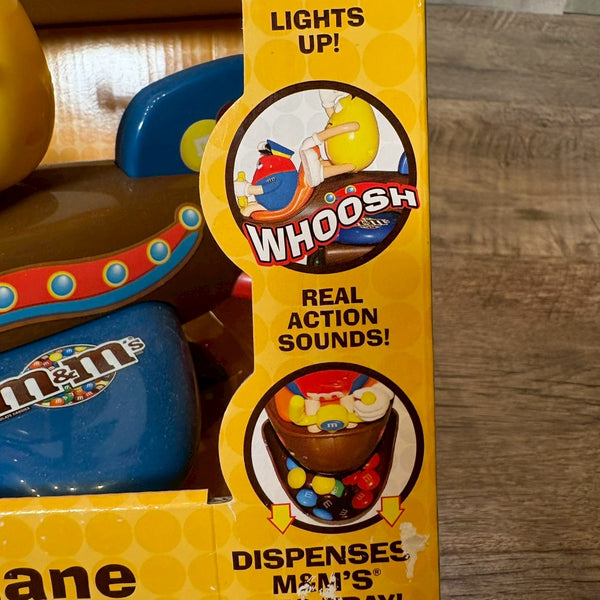 LIGHTS
UP!
WHOOSH
REAL
ACTION
SOUNDS!
m&m's
DISPENSES
M&M'S®
ane